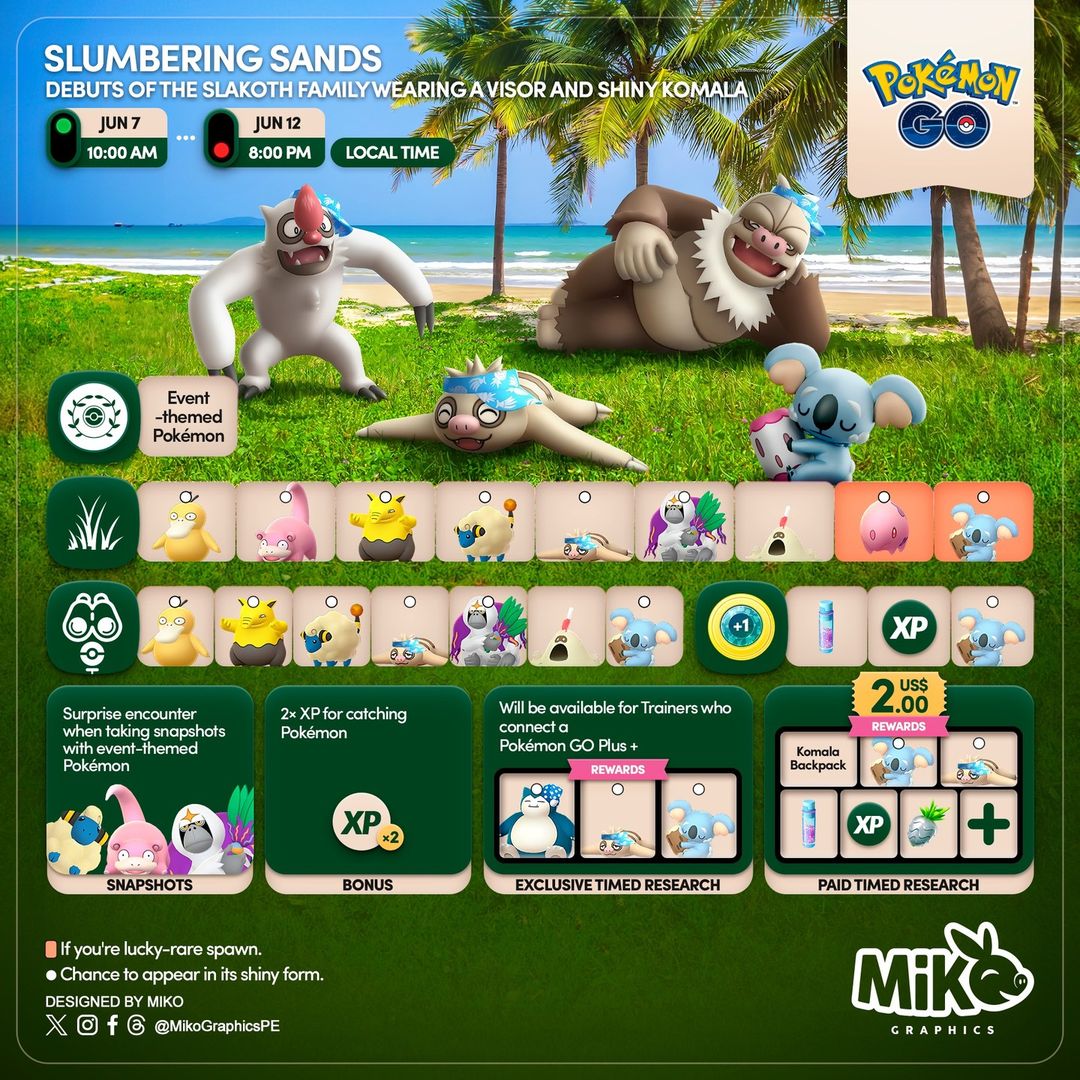 SLUMBERING SANDS
DEBUTS OF THE SLAKOTH FAMILY WEARING A VISOR AND SHINY KOMALA
JUN 7
10:00 AM
...
JUN 12
8:00 PM
LOCAL TIME
POKéMON
GO
Event
-themed
Pokémon
+1
XP
Surprise encounter
when taking snapshots
with event-themed
Pokémon
SNAPSHOTS
2× XP for catching
Pokémon
XP
×2
BONUS
Will be available for Trainers who
connect a
Pokémon GO Plus +
REWARDS
EXCLUSIVE TIMED RESEARCH
2 US$
.00
REWARDS
Komala
Backpack
XP
+
PAID TIMED RESEARCH
If you're lucky-rare spawn.
Chance to appear in its shiny form.
DESIGNED BY MIKO
@MikoGraphicsPE
MiKO
GRAPHICS